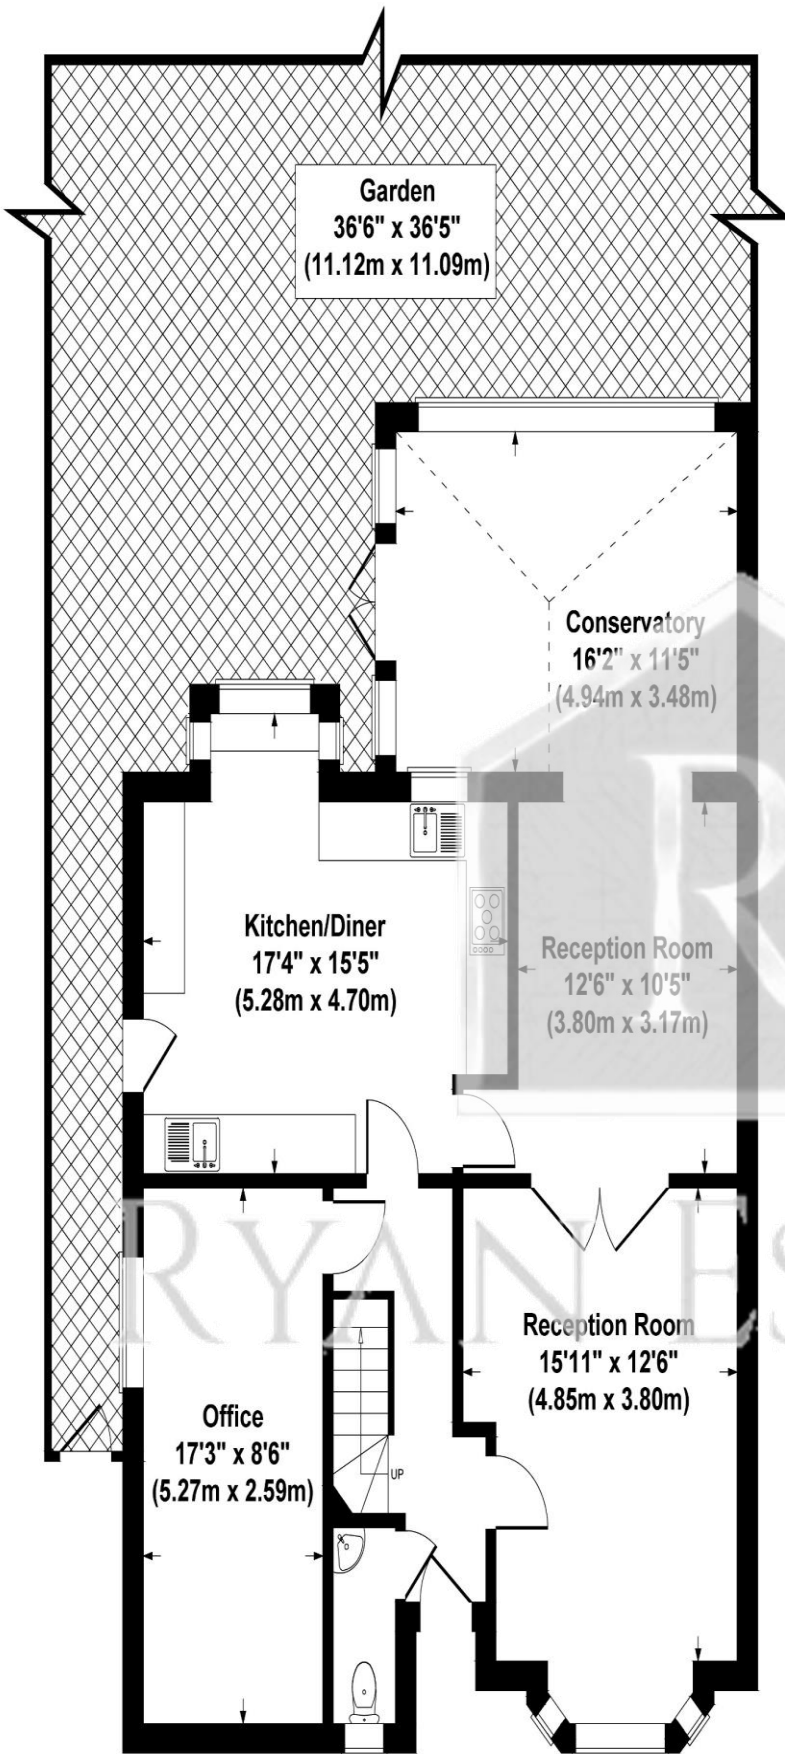 Garden
36'6" x 36'5"
(11.12m x 11.09m)
Conservatory
16'2" x 11'5"
(4.94m x 3.48m)
R
Kitchen/Diner
17'4" x 15'5"
(5.28m x 4.70m)
Reception Room
12'6" x 10'5"
(3.80m x 3.17m)
RYAN ES
Reception Room
15'11" x 12'6"
(4.85m x 3.80m)
Office
17'3" x 8'6"
(5.27m x 2.59m)
UP